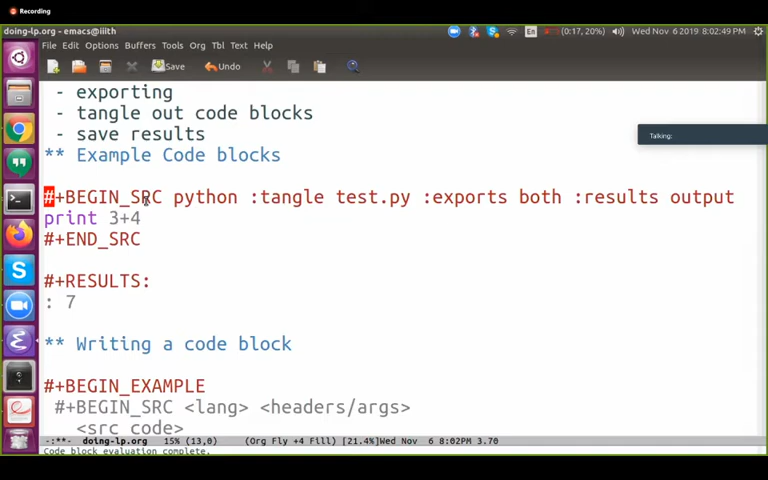 Recording
doing-lp.org - emacs@iiith
En
(0:17, 20%)
Wed Nov 6 2019 8:02:49 PM
File Edit Options Buffers Tools Org Tbl Text Help
Save
Undo
- exporting
- tangle out code blocks
- save results
Talking:
** Example Code blocks
#+BEGIN_SRC python :tangle test.py :exports both :results output
print 3+4
#+END_SRC
#+RESULTS:
: 7
** Writing a code block
#+BEGIN_EXAMPLE
#+BEGIN_SRC <lang> <headers/args>
<src code>
-:**- doing-lp.org 15% (13,0) (Org Fly +4 Fill) [21.4%]Wed Nov 6 8:02PM 3.70
Code block evaluation complete.